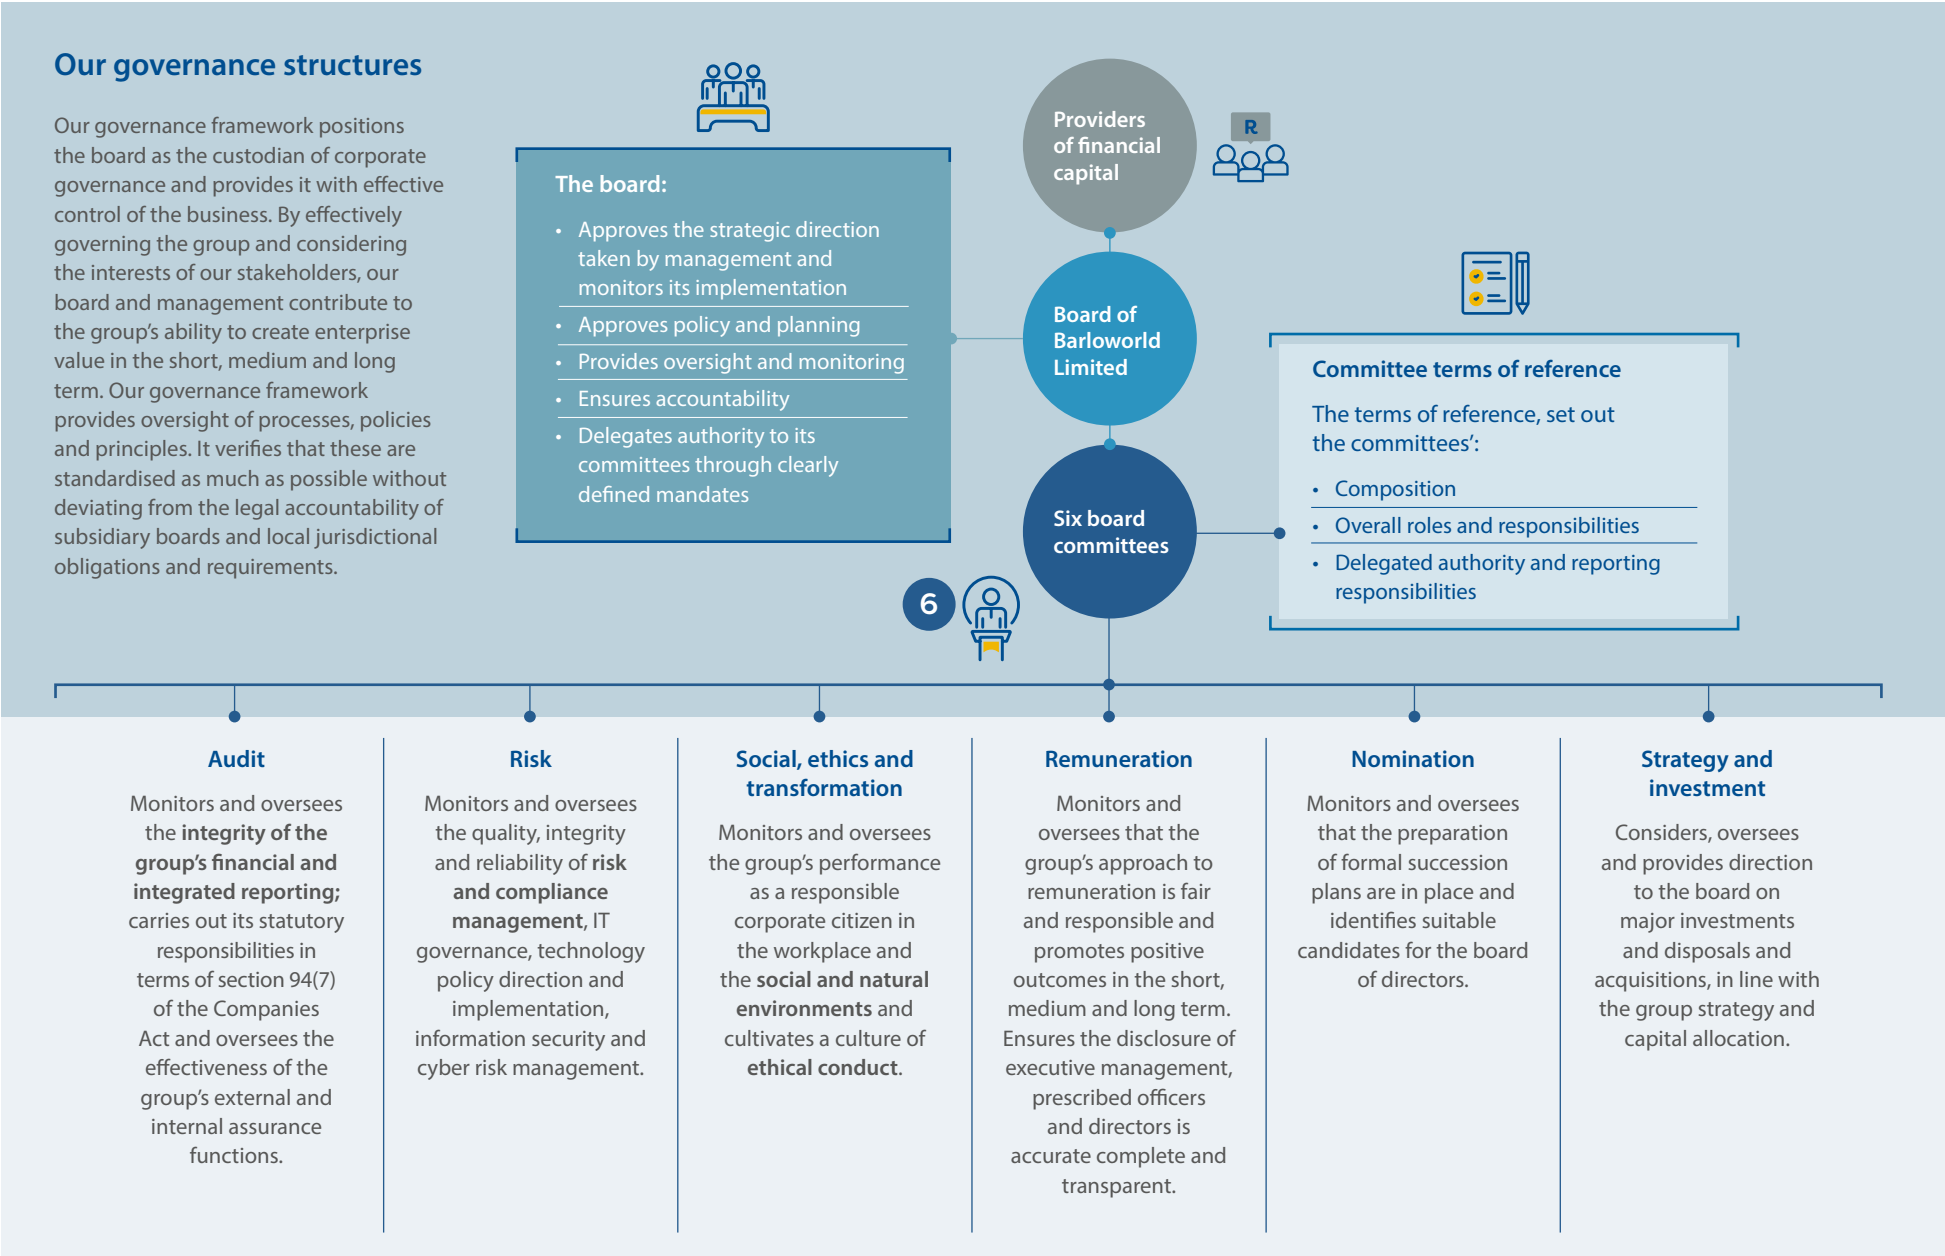 Our governance structures
Our governance framework positions
the board as the custodian of corporate
governance and provides it with effective
control of the business. By effectively
governing the group and considering
the interests of our stakeholders, our
board and management contribute to
the group's ability to create enterprise
value in the short, medium and long
term. Our governance framework
provides oversight of processes, policies
and principles. It verifies that these are
standardised as much as possible without
deviating from the legal accountability of
subsidiary boards and local jurisdictional
obligations and requirements.
The board:
• Approves the strategic direction
taken by management and
monitors its implementation
• Approves policy and planning
• Provides oversight and monitoring
• Ensures accountability
• Delegates authority to its
committees through clearly
defined mandates
Providers
of financial
capital
R
Board of
Barloworld
Limited
Six board
committees
6
Committee terms of reference
The terms of reference, set out
the committees':
• Composition
• Overall roles and responsibilities
• Delegated authority and reporting
responsibilities
Audit
Monitors and oversees
the integrity of the
group's financial and
integrated reporting;
carries out its statutory
responsibilities in
terms of section 94(7)
of the Companies
Act and oversees the
effectiveness of the
group's external and
internal assurance
functions.
Risk
Monitors and oversees
the quality, integrity
and reliability of risk
and compliance
management, IT
governance, technology
policy direction and
implementation,
information security and
cyber risk management.
Social, ethics and
transformation
Monitors and oversees
the group's performance
as a responsible
corporate citizen in
the workplace and
the social and natural
environments and
cultivates a culture of
ethical conduct.
Remuneration
Monitors and
oversees that the
group's approach to
remuneration is fair
and responsible and
promotes positive
outcomes in the short,
medium and long term.
Ensures the disclosure of
executive management,
prescribed officers
and directors is
accurate complete and
transparent.
Nomination
Monitors and oversees
that the preparation
of formal succession
plans are in place and
identifies suitable
candidates for the board
of directors.
Strategy and
investment
Considers, oversees
and provides direction
to the board on
major investments
and disposals and
acquisitions, in line with
the group strategy and
capital allocation.